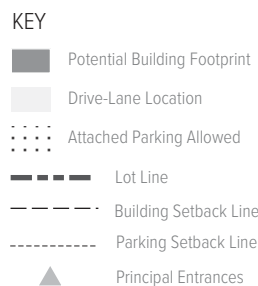 KEY
Potential Building Footprint
Drive-Lane Location
Attached Parking Allowed
Lot Line
Building Setback Line
Parking Setback Line
Principal Entrances